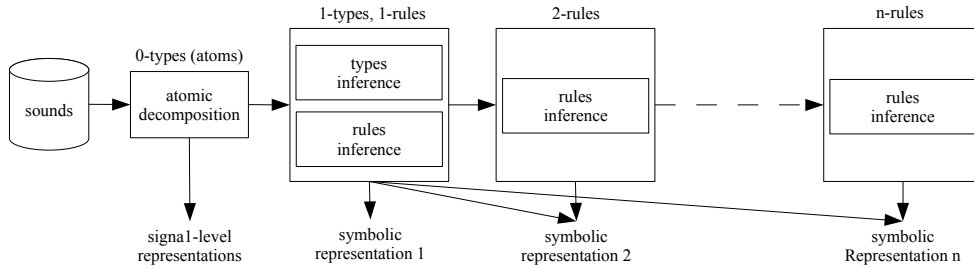 1-types, 1-rules
2-rules
n-rules
0-types (atoms)
sounds
atomic
decomposition
types
inference
rules
inference
rules
inference
rules
inference
signa1-level
representations
symbolic
representation 1
symbolic
representation 2
symbolic
Representation n